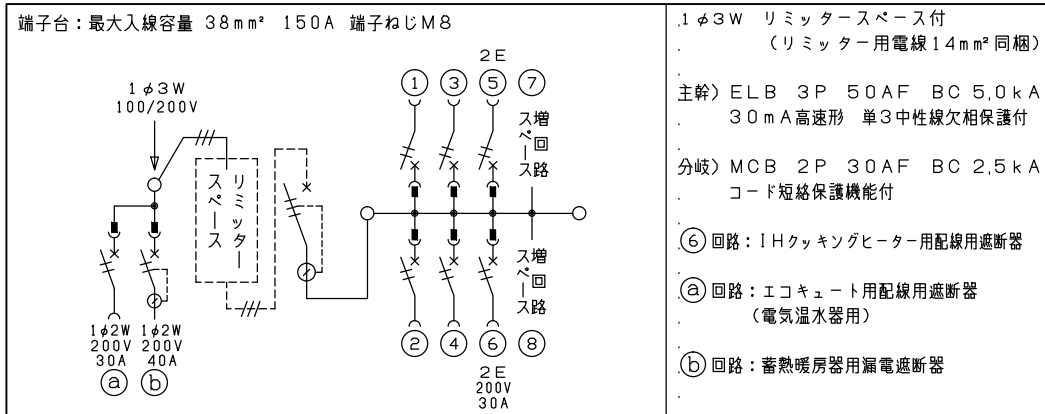 端子台：最大入線容量 38mm² 150A 端子ねじM8
1φ3W
100/200V
リミッター
スペース
1φ2W
200V
30A
ⓐ
1φ2W
200V
40A
ⓑ
2E
① ③ ⑤ ⑦
増回路
スペース
増回路
スペース
② ④ ⑥ ⑧
2E
200V
30A
1φ3W リミッタースペース付
（リミッター用電線14mm²同梱）
主幹）ELB 3P 50AF BC 5,0kA
30mA高速形 単3中性線欠相保護付
分岐）MCB 2P 30AF BC 2,5kA
コード短絡保護機能付
⑥回路：IHクッキングヒーター用配線用遮断器
ⓐ回路：エコキュート用配線用遮断器
（電気温水器用）
ⓑ回路：蓄熱暖房器用漏電遮断器